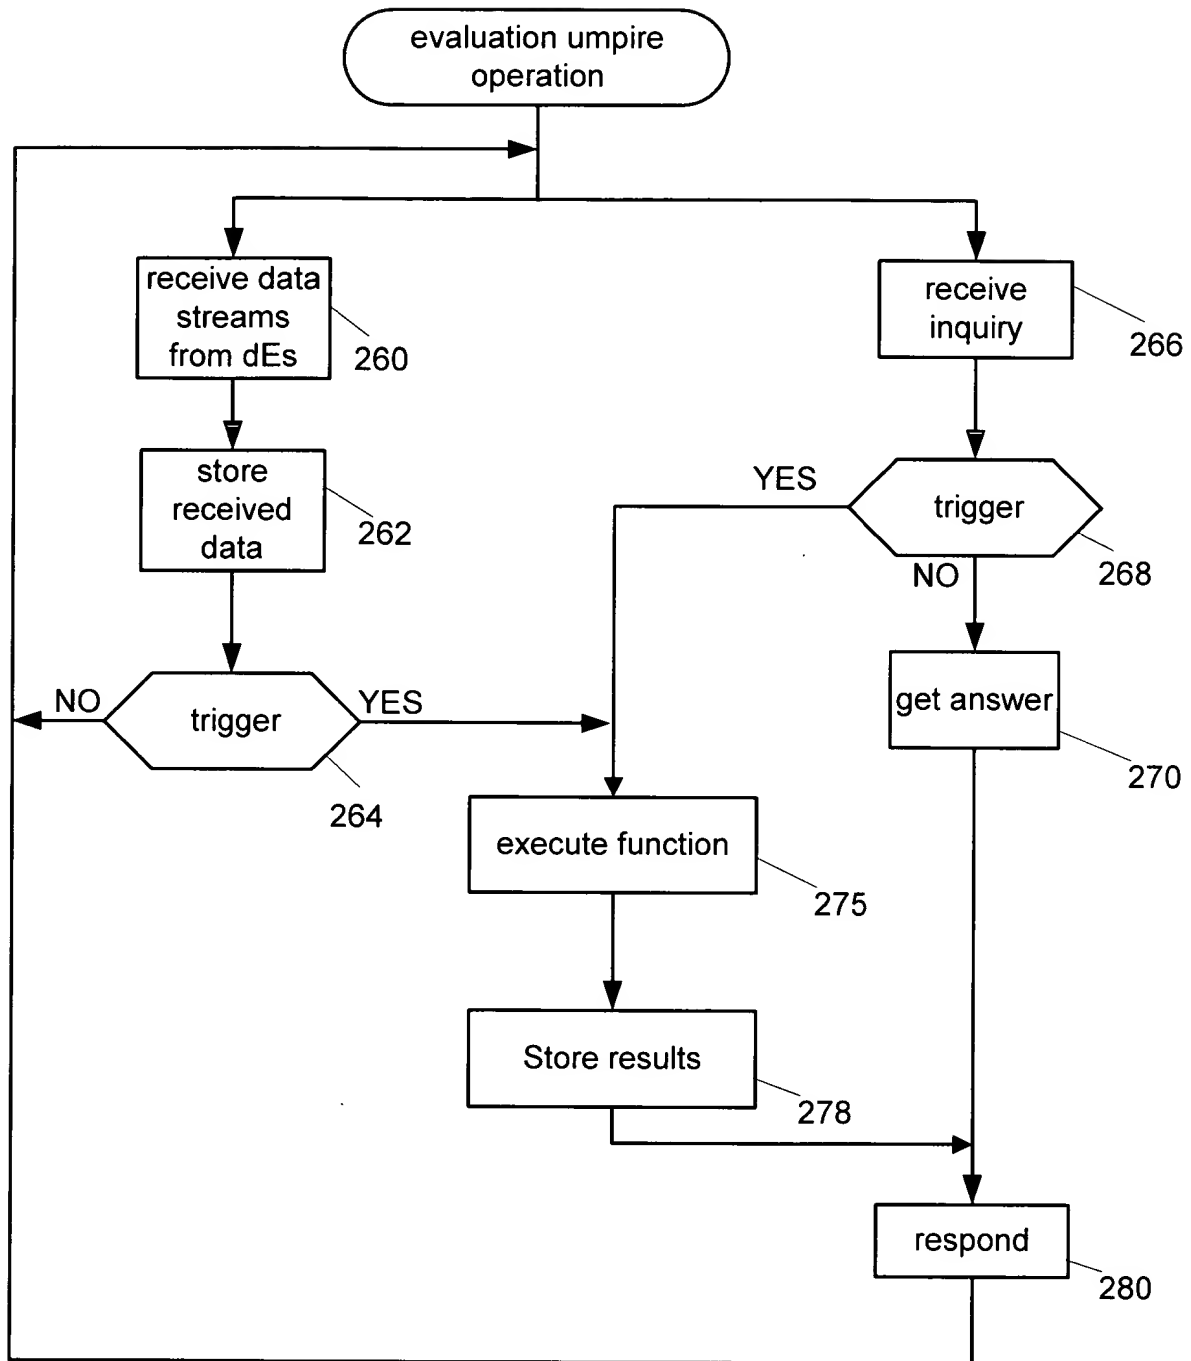 evaluation umpire
operation
receive data
streams
from dEs
260
receive
inquiry
266
store
received
data
262
YES
trigger
268
NO
NO
trigger
YES
264
get answer
270
execute function
275
Store results
278
respond
280